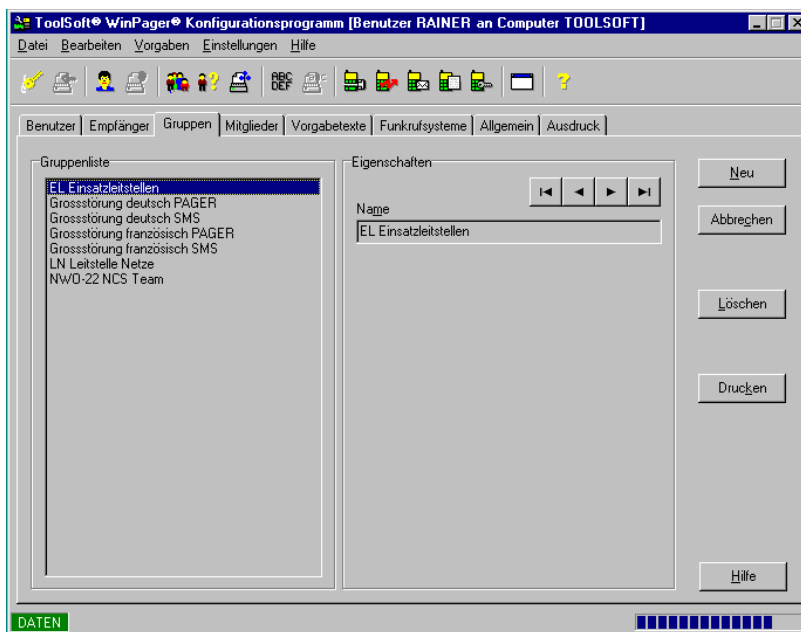 ToolSoft® WinPager® Konfigurationsprogramm [Benutzer RAINER an Computer TOOLSOFT]
Datei Bearbeiten Vorgaben Einstellungen Hilfe
ABC DEF
Benutzer Empfänger Gruppen Mitglieder Vorgabetexte Funkrufsysteme Allgemein Ausdruck
Gruppenliste
EL Einsatzleitstellen
Grossstörung deutsch PAGER
Grossstörung deutsch SMS
Grossstörung französisch PAGER
Grossstörung französisch SMS
LN Leitstelle Netze
NWO-22 NCS Team
Eigenschaften
Name
EL Einsatzleitstellen
Neu
Abbrechen
Löschen
Drucken
Hilfe
DATEN